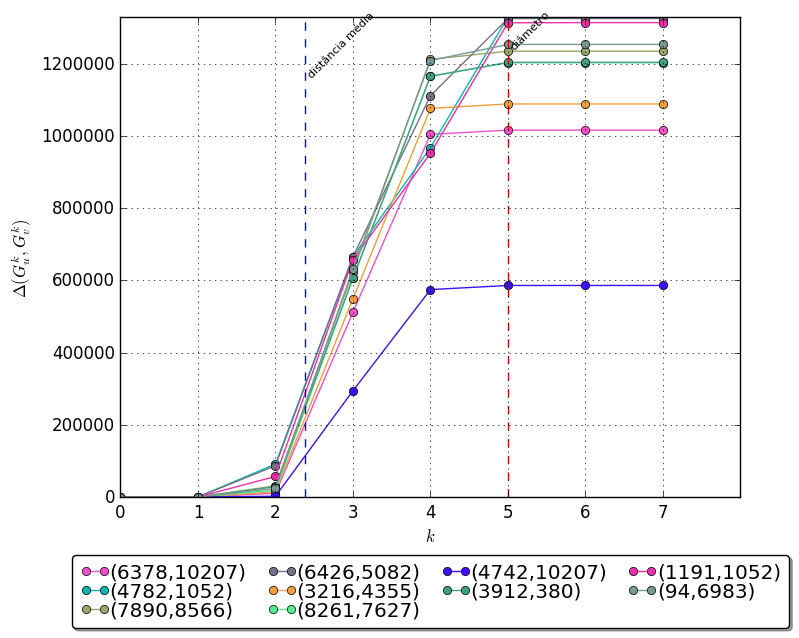 1200000
1000000
800000
600000
400000
200000
0
Δ(G_u^k, G_v^k)
distância média
diâmetro
0 1 2 3 4 5 6 7
k
(6378,10207) (6426,5082) (4742,10207) (1191,1052)
(4782,1052) (3216,4355) (3912,380) (94,6983)
(7890,8566) (8261,7627)